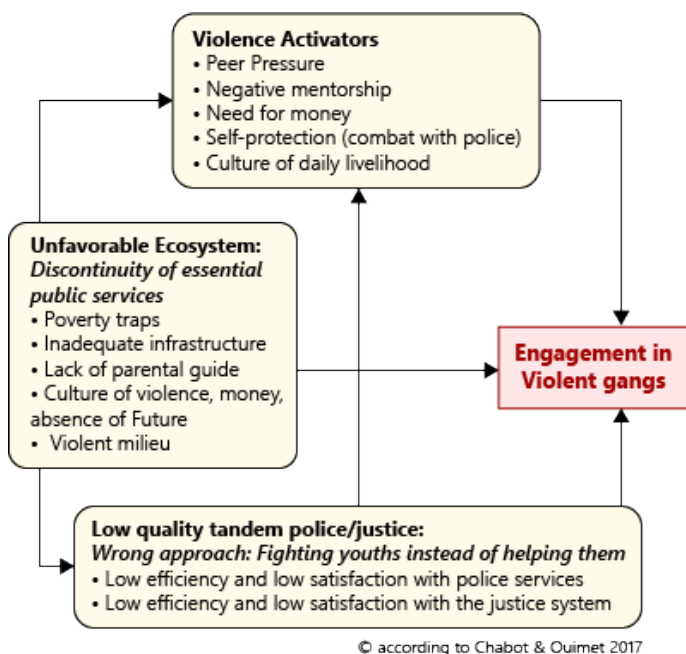 Violence Activators
• Peer Pressure
• Negative mentorship
• Need for money
• Self-protection (combat with police)
• Culture of daily livelihood
Unfavorable Ecosystem:
Discontinuity of essential
public services
• Poverty traps
• Inadequate infrastructure
• Lack of parental guide
• Culture of violence, money,
absence of Future
• Violent milieu
Engagement in
Violent gangs
Low quality tandem police/justice:
Wrong approach: Fighting youths instead of helping them
• Low efficiency and low satisfaction with police services
• Low efficiency and low satisfaction with the justice system
© according to Chabot & Ouimet 2017